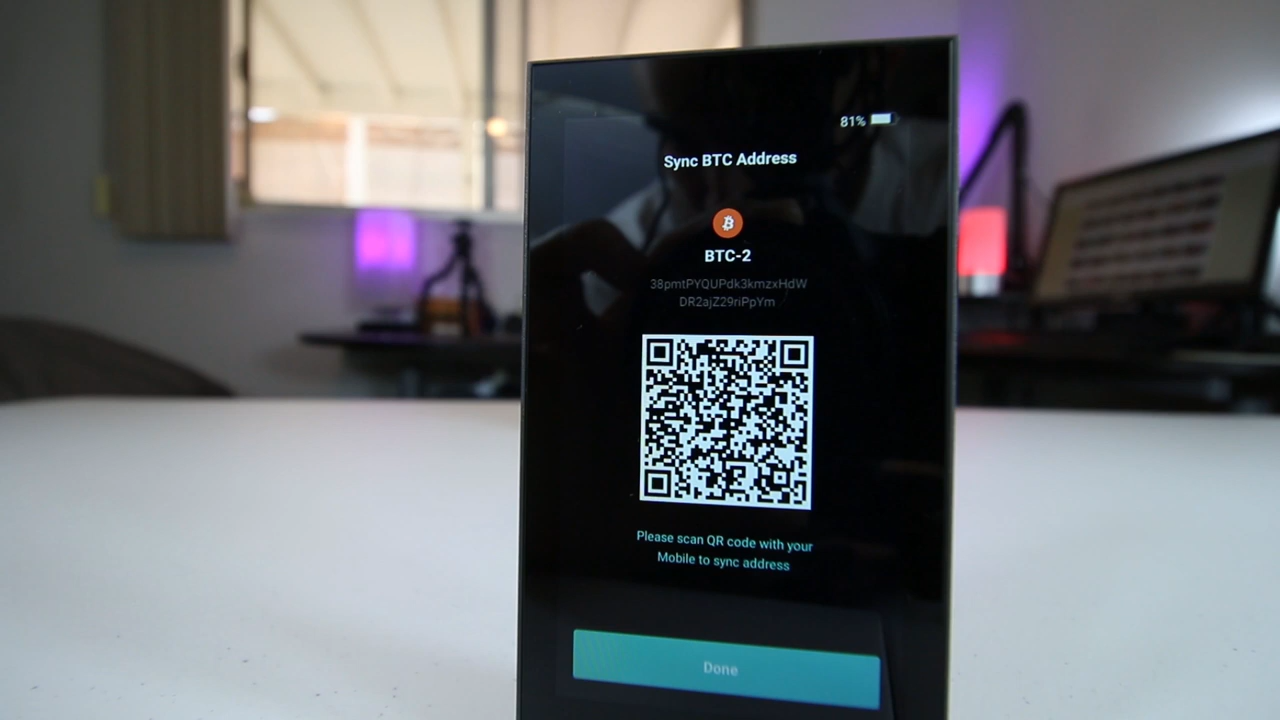 81%
Sync BTC Address
BTC-2
38pmtPYQUPdk3kmzxHdW
DR2ajZ29riPpYm
Please scan QR code with your
Mobile to sync address
Done